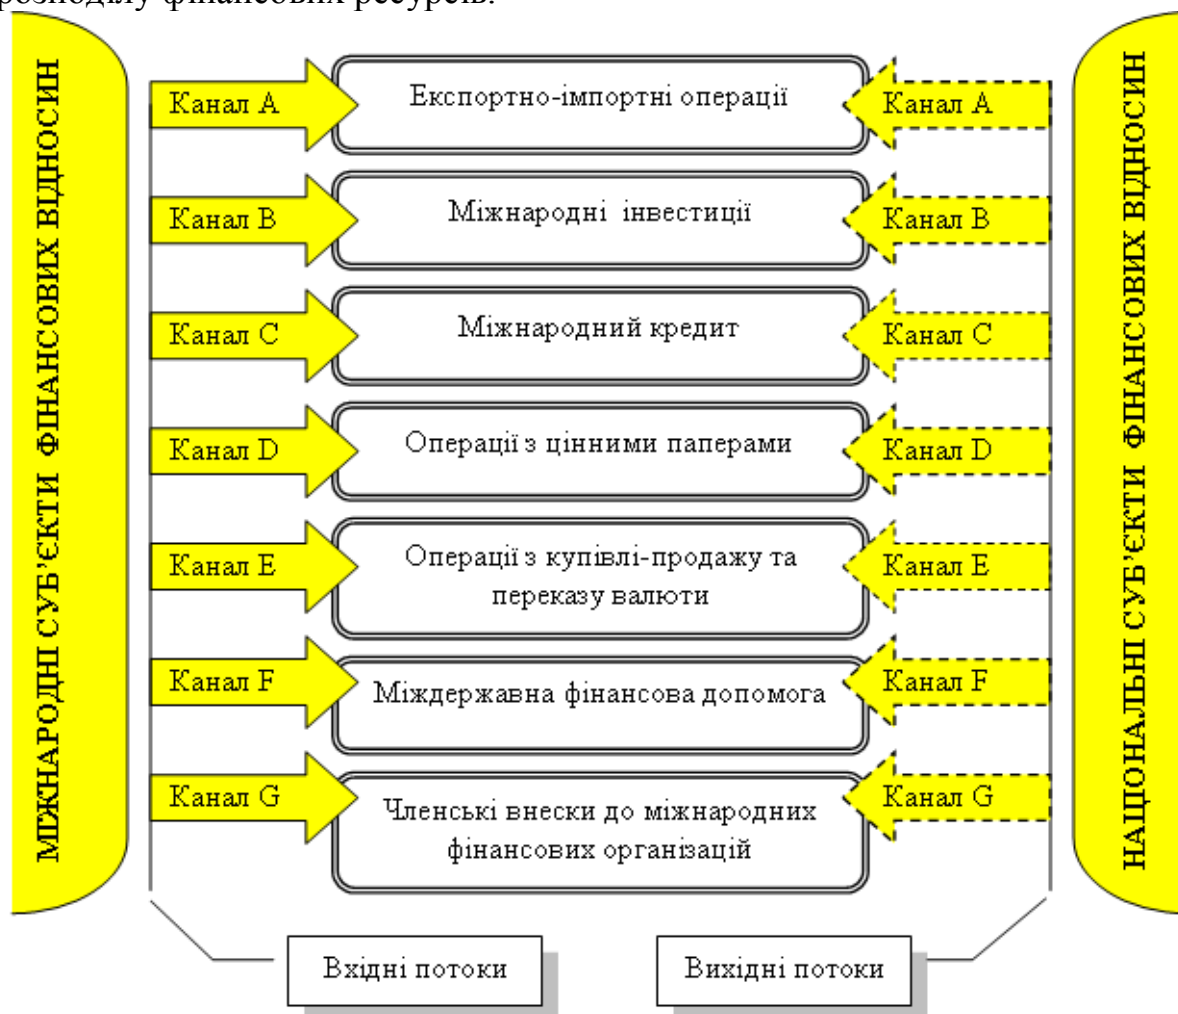 розподілу фінансових ресурсів.
МІЖНАРОДНІ СУБ’ЄКТИ ФІНАНСОВИХ ВІДНОСИН
Канал A
Експортно-імпортні операції
Канал A
Канал B
Міжнародні інвестиції
Канал B
Канал C
Міжнародний кредит
Канал C
Канал D
Операції з цінними паперами
Канал D
Канал E
Операції з купівлі-продажу та
переказу валюти
Канал E
Канал F
Міждержавна фінансова допомога
Канал F
Канал G
Членські внески до міжнародних
фінансових організацій
Канал G
НАЦІОНАЛЬНІ СУБ’ЄКТИ ФІНАНСОВИХ ВІДНОСИН
Вхідні потоки
Вихідні потоки